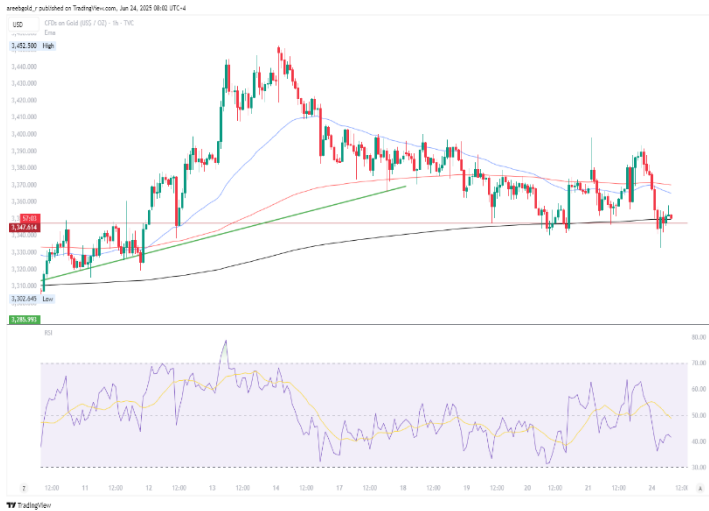 areebgold_r published on TradingView.com, Jun 24, 2025 08:02 UTC-4
USD
CFDs on Gold (US$ / OZ) · 1h · TVC
Ema
3,452.500 High
3,440.000
3,430.000
3,420.000
3,410.000
3,400.000
3,390.000
3,380.000
3,370.000
3,360.000
57:03
3,347.614
3,330.000
3,320.000
3,310.000
3,302.645 Low
3,285.993
RSI
80.00
70.00
60.00
50.00
40.00
30.00
Z 12:00 11 12:00 12 12:00 13 12:00 14 12:00 17 12:00 18 12:00 19 12:00 20 12:00 21 12:00 24 12:00 A
TradingView